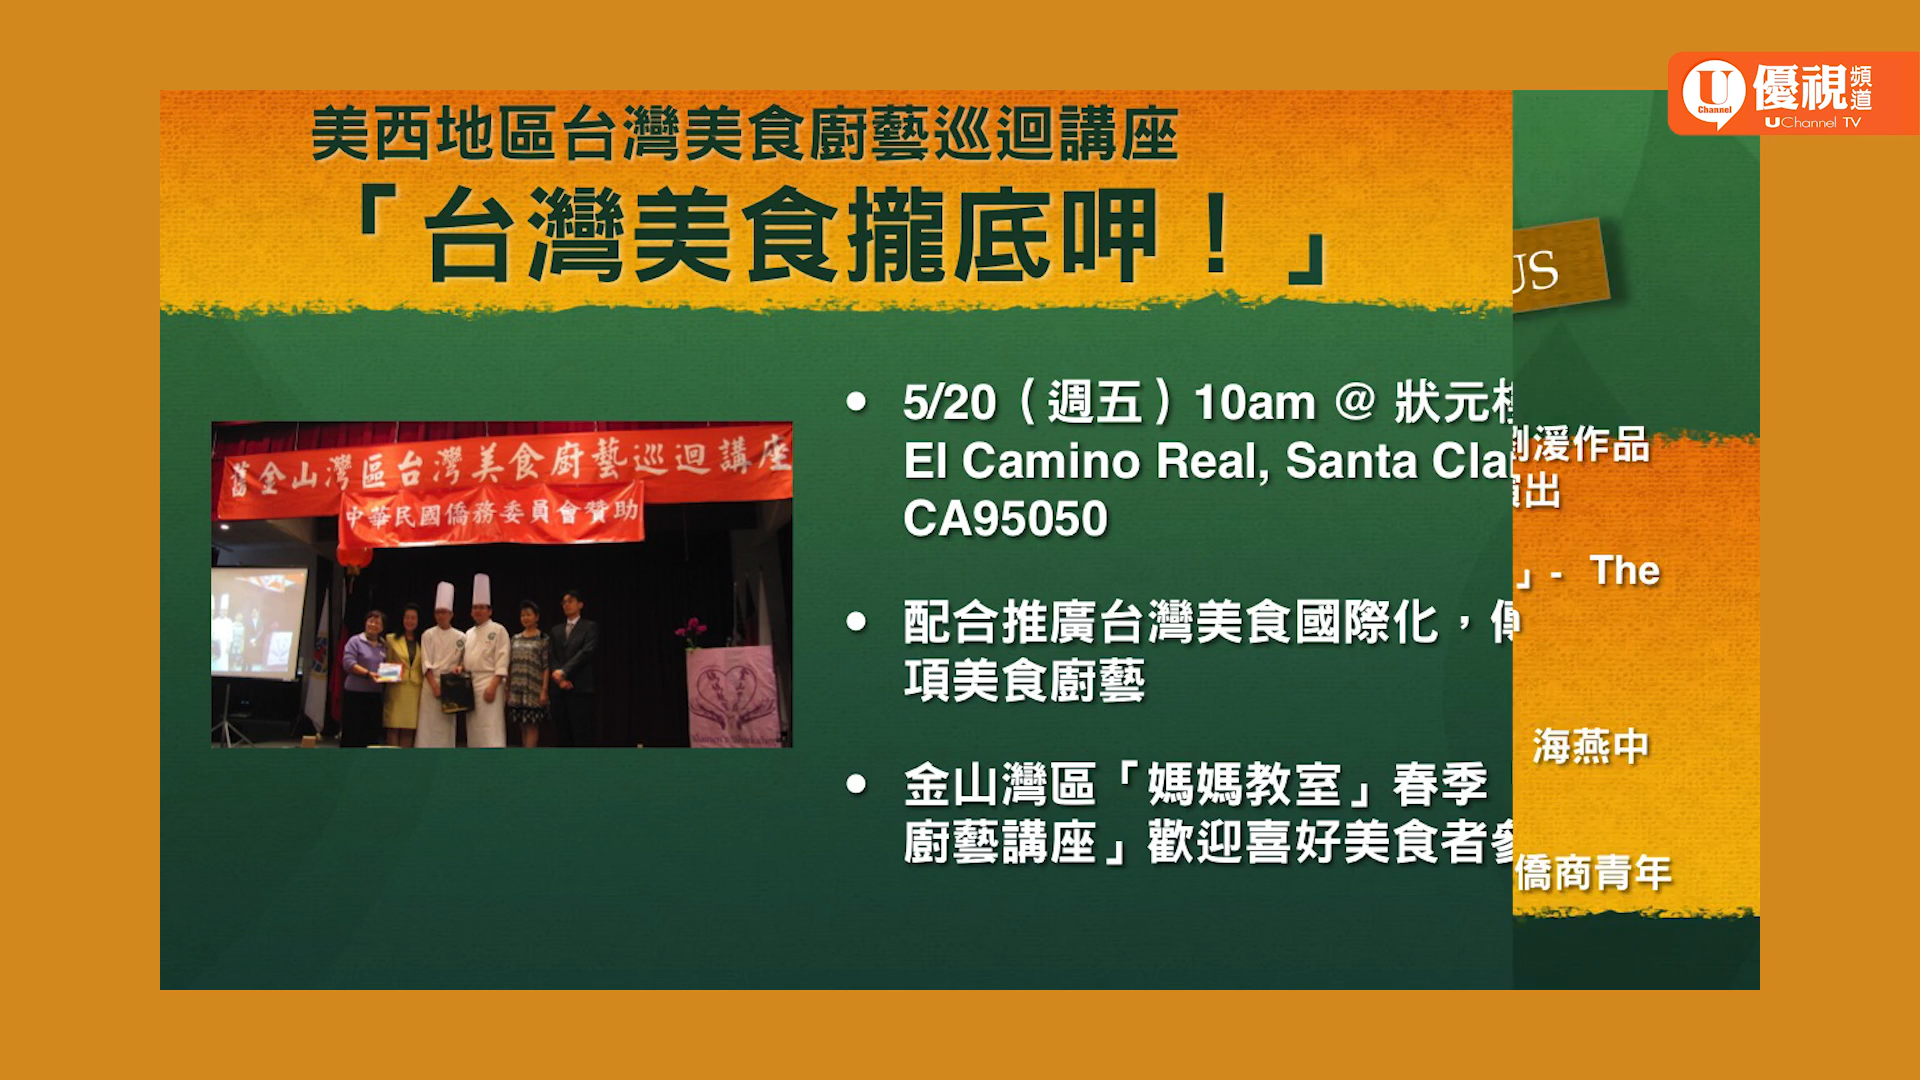 優視頻道
U Channel
UChannel TV
美西地區台灣美食廚藝巡迴講座
「台灣美食攏底呷！」
舊金山灣區台灣美食廚藝巡迴講座
中華民國僑務委員會贊助
• 5/20（週五）10am @ 狀元
El Camino Real, Santa Cla
CA95050
• 配合推廣台灣美食國際化，
項美食廚藝
• 金山灣區「媽媽教室」春季
廚藝講座」歡迎喜好美食者
US
劉湲作品
演出
」- The
海燕中
僑商青年